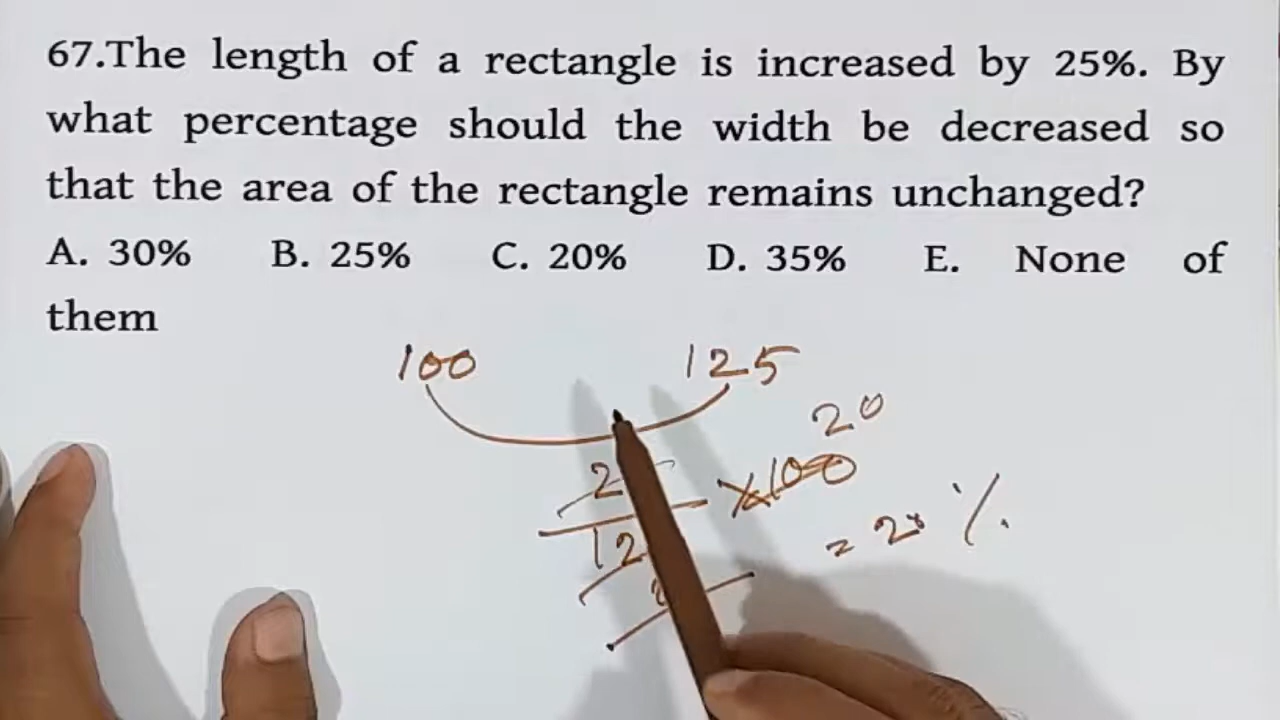 67.The length of a rectangle is increased by 25%. By
what percentage should the width be decreased so
that the area of the rectangle remains unchanged?
A. 30% B. 25% C. 20% D. 35% E. None of
them
100 125
20
×100
= 20 %